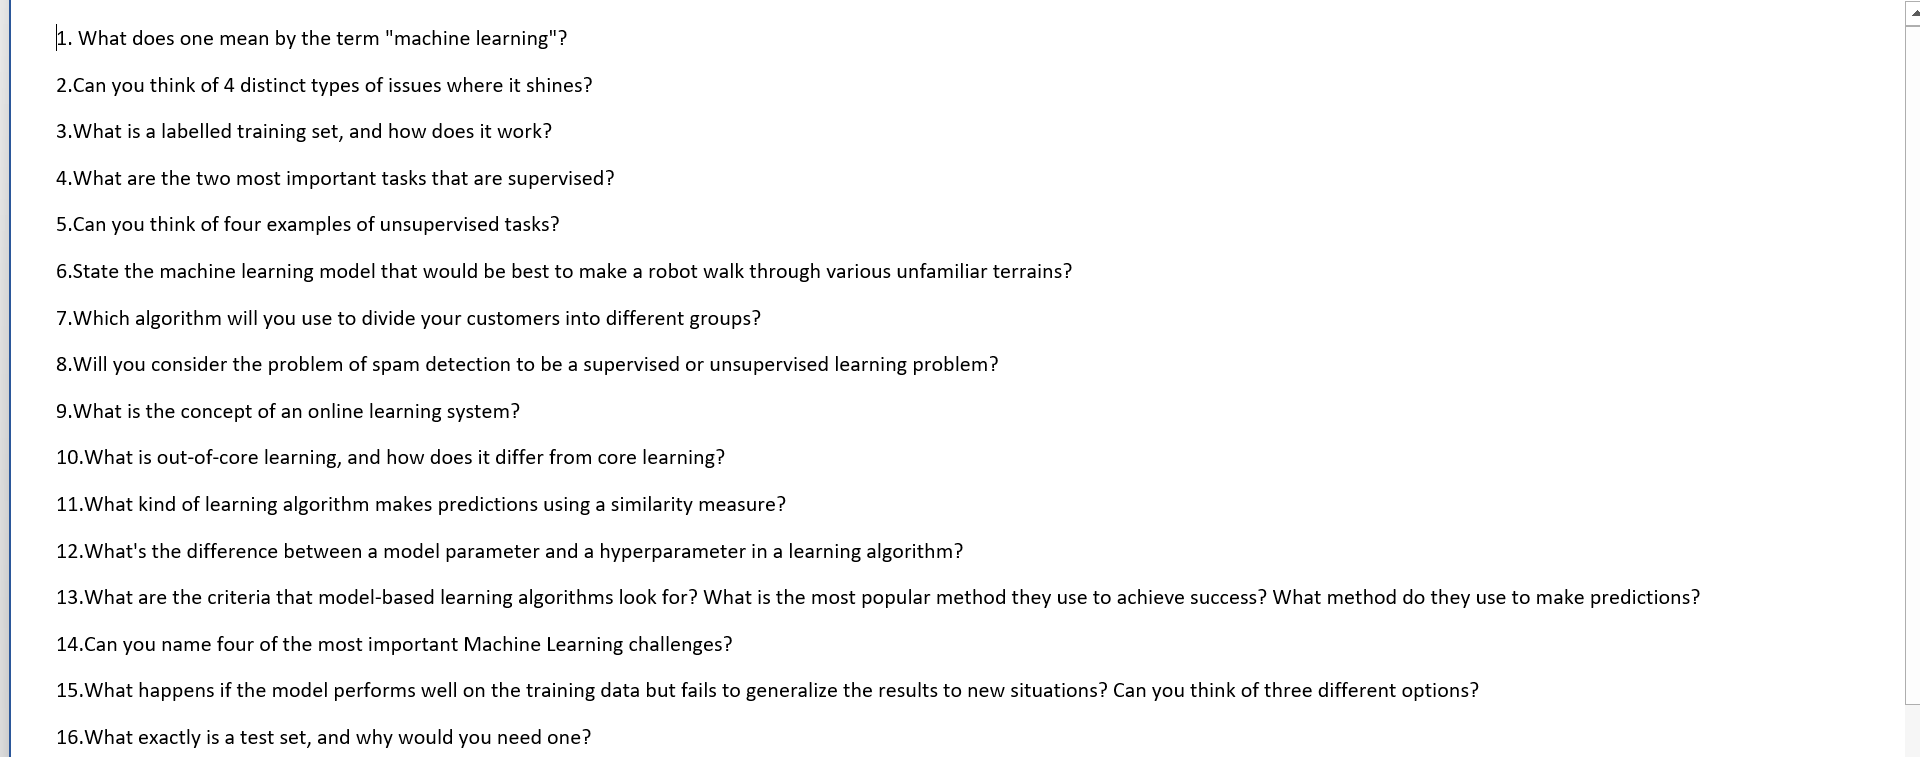 1. What does one mean by the term "machine learning"?
2.Can you think of 4 distinct types of issues where it shines?
3.What is a labelled training set, and how does it work?
4.What are the two most important tasks that are supervised?
5.Can you think of four examples of unsupervised tasks?
6.State the machine learning model that would be best to make a robot walk through various unfamiliar terrains?
7.Which algorithm will you use to divide your customers into different groups?
8.Will you consider the problem of spam detection to be a supervised or unsupervised learning problem?
9.What is the concept of an online learning system?
10.What is out-of-core learning, and how does it differ from core learning?
11.What kind of learning algorithm makes predictions using a similarity measure?
12.What's the difference between a model parameter and a hyperparameter in a learning algorithm?
13.What are the criteria that model-based learning algorithms look for? What is the most popular method they use to achieve success? What method do they use to make predictions?
14.Can you name four of the most important Machine Learning challenges?
15.What happens if the model performs well on the training data but fails to generalize the results to new situations? Can you think of three different options?
16.What exactly is a test set, and why would you need one?